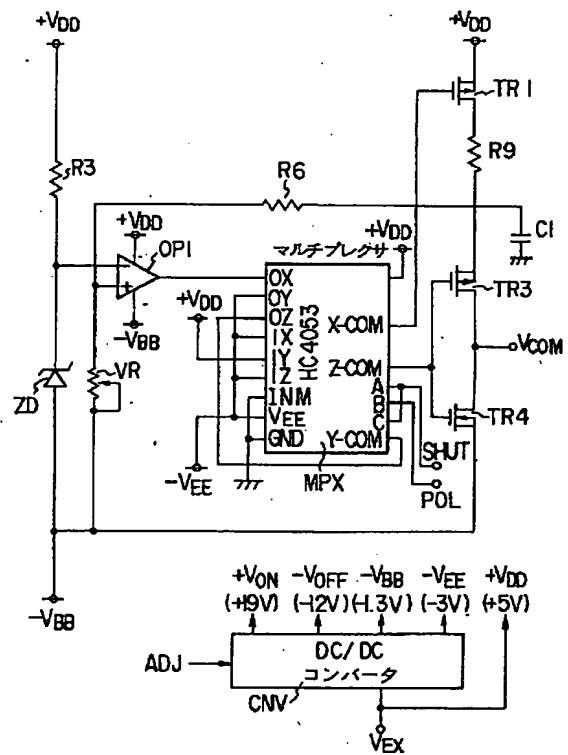 +VDD
+VDD
TR1
R3
R6
R9
+VDD
OP1
+VDD
C1
マルチプレクサ
+VDD
OX
OY
OZ
IX
IY
IZ
INM
VEE
GND
HC4053
X-COM
Z-COM
A
B
C
Y-COM
TR3
VCOM
TR4
-VBB
VR
ZD
-VEE
MPX
SHUT
POL
-VBB
+VON -VOFF -VBB -VEE +VDD
(+19V) (-12V) (-1.3V) (-3V) (+5V)
ADJ
DC/DC
コンバータ
CNV
VEX